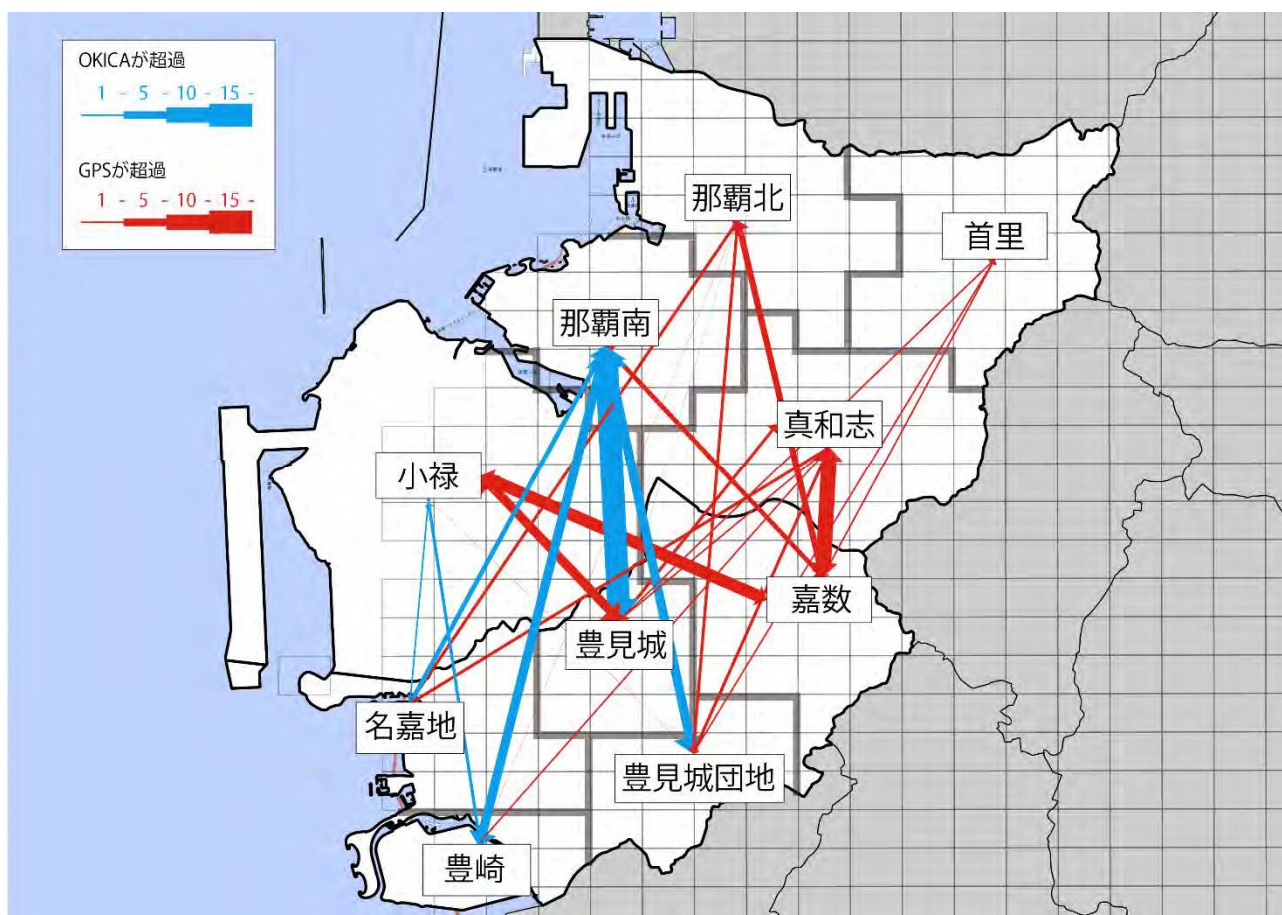 OKICAが超過
1 - 5 - 10 - 15 -
GPSが超過
1 - 5 - 10 - 15 -
那覇北
首里
那覇南
真和志
小禄
嘉数
豊見城
名嘉地
豊見城団地
豊崎